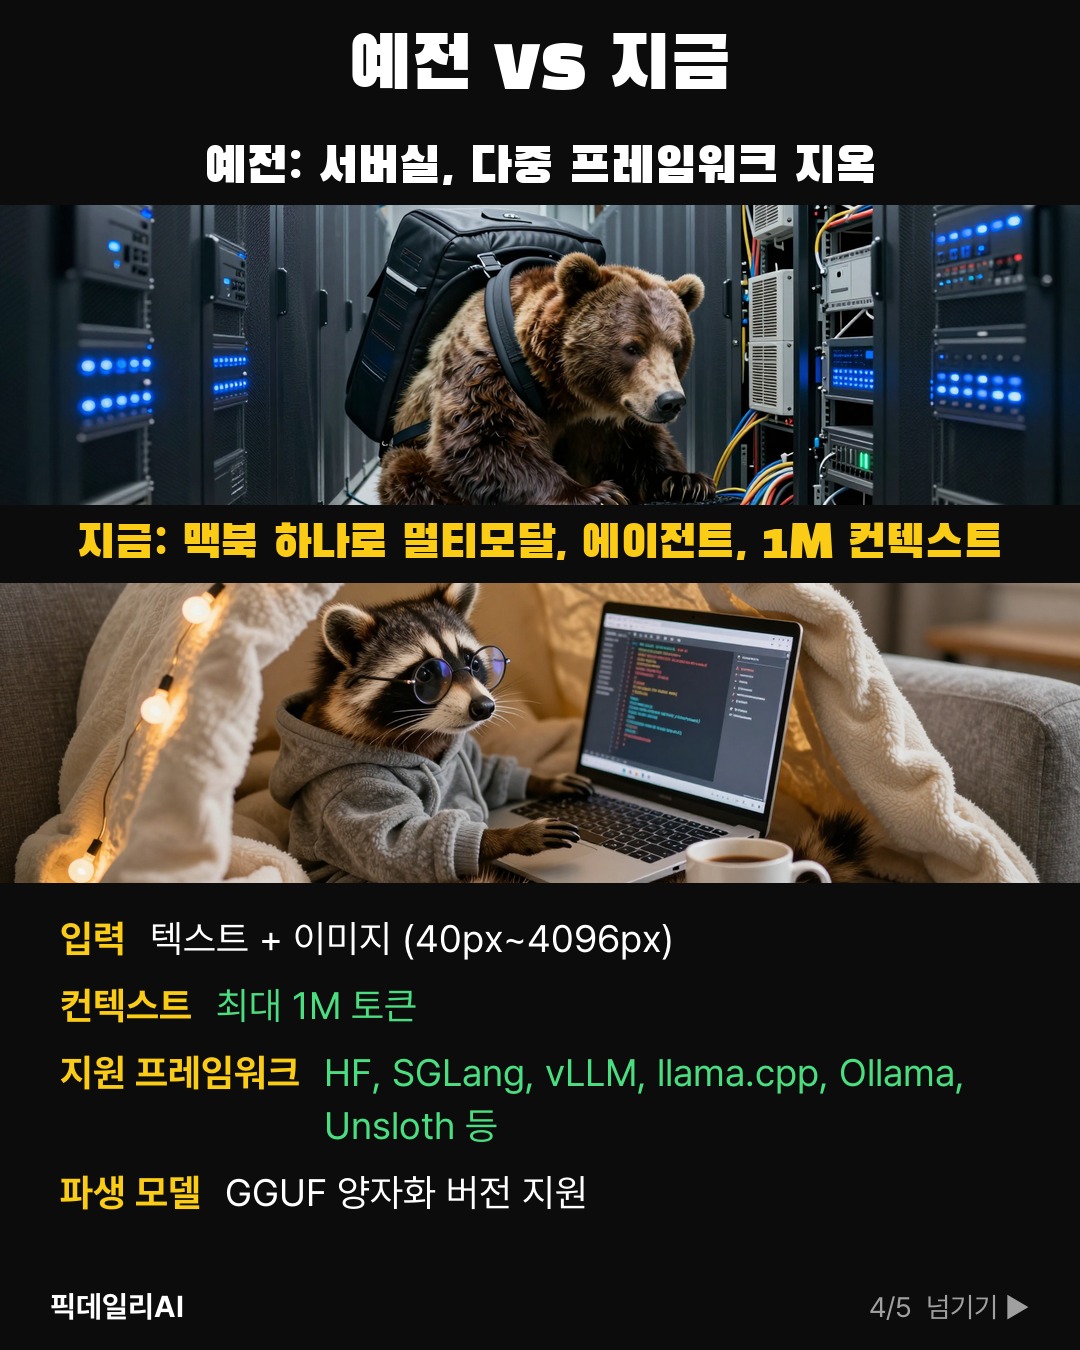 예전 vs 지금
예전: 서버실, 다중 프레임워크 지옥
지금: 맥북 하나로 멀티모달, 에이전트, 1M 컨텍스트
입력 텍스트 + 이미지 (40px~4096px)
컨텍스트 최대 1M 토큰
지원 프레임워크 HF, SGLang, vLLM, llama.cpp, Ollama,
Unsloth 등
파생 모델 GGUF 양자화 버전 지원
픽데일리AI
4/5 넘기기 ▶